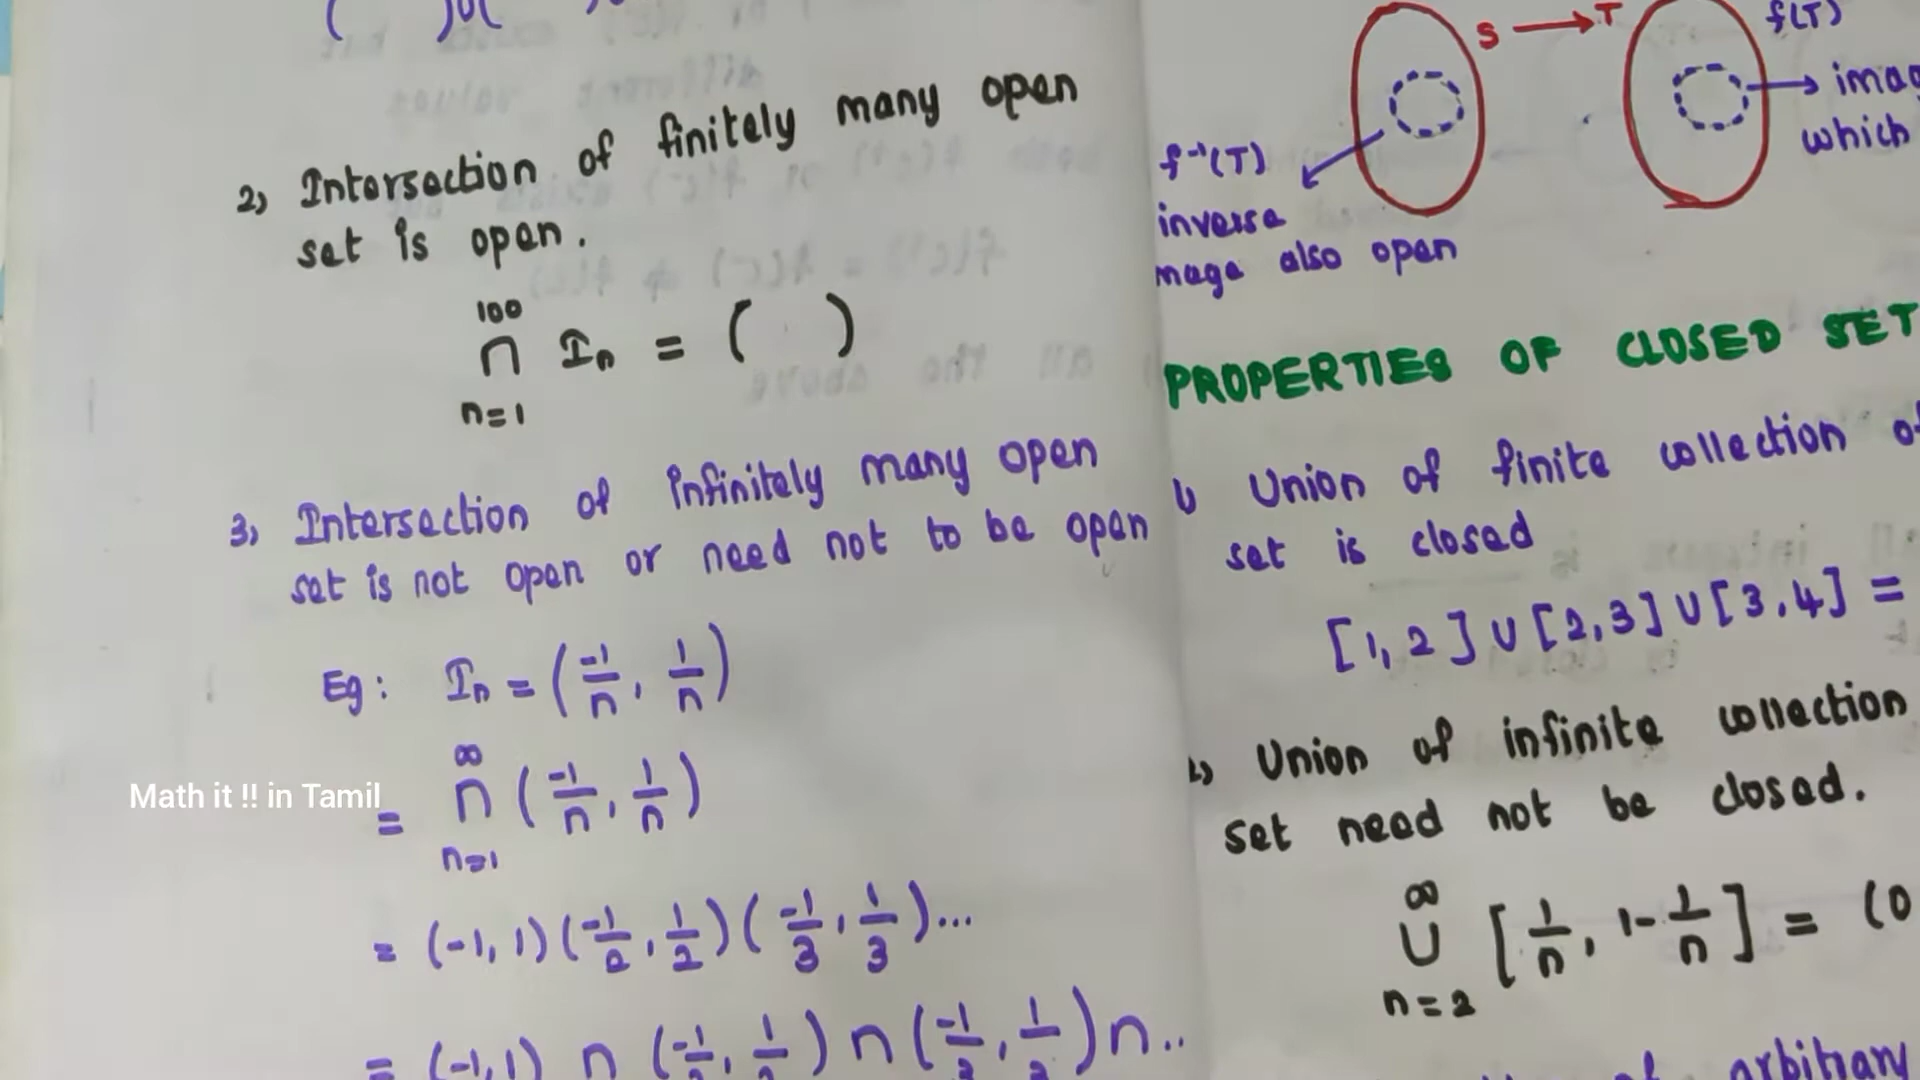 2) Intersection of finitely many open
set is open.
100
∩ In = ( )
n=1
3) Intersection of infinitely many open
set is not open or need not to be open
Eg: In = (-1/n, 1/n)
∞
= ∩ (-1/n, 1/n)
n=1
= (-1, 1) (-1/2, 1/2) (-1/3, 1/3)...
= (-1,1) ∩ (-1/2, 1/2) ∩ (-1/3, 1/3) ∩..
Math it !! in Tamil
S → T
f(T)
which
f⁻¹(T)
inverse
mage also open
PROPERTIES OF CLOSED SET
1) Union of finite collection of
set is closed
[1,2] ∪ [2,3] ∪ [3,4] =
2) Union of infinite collection
set need not be closed.
∞
∪ [1/n, 1-1/n] = (0
n=2
of arbitrary